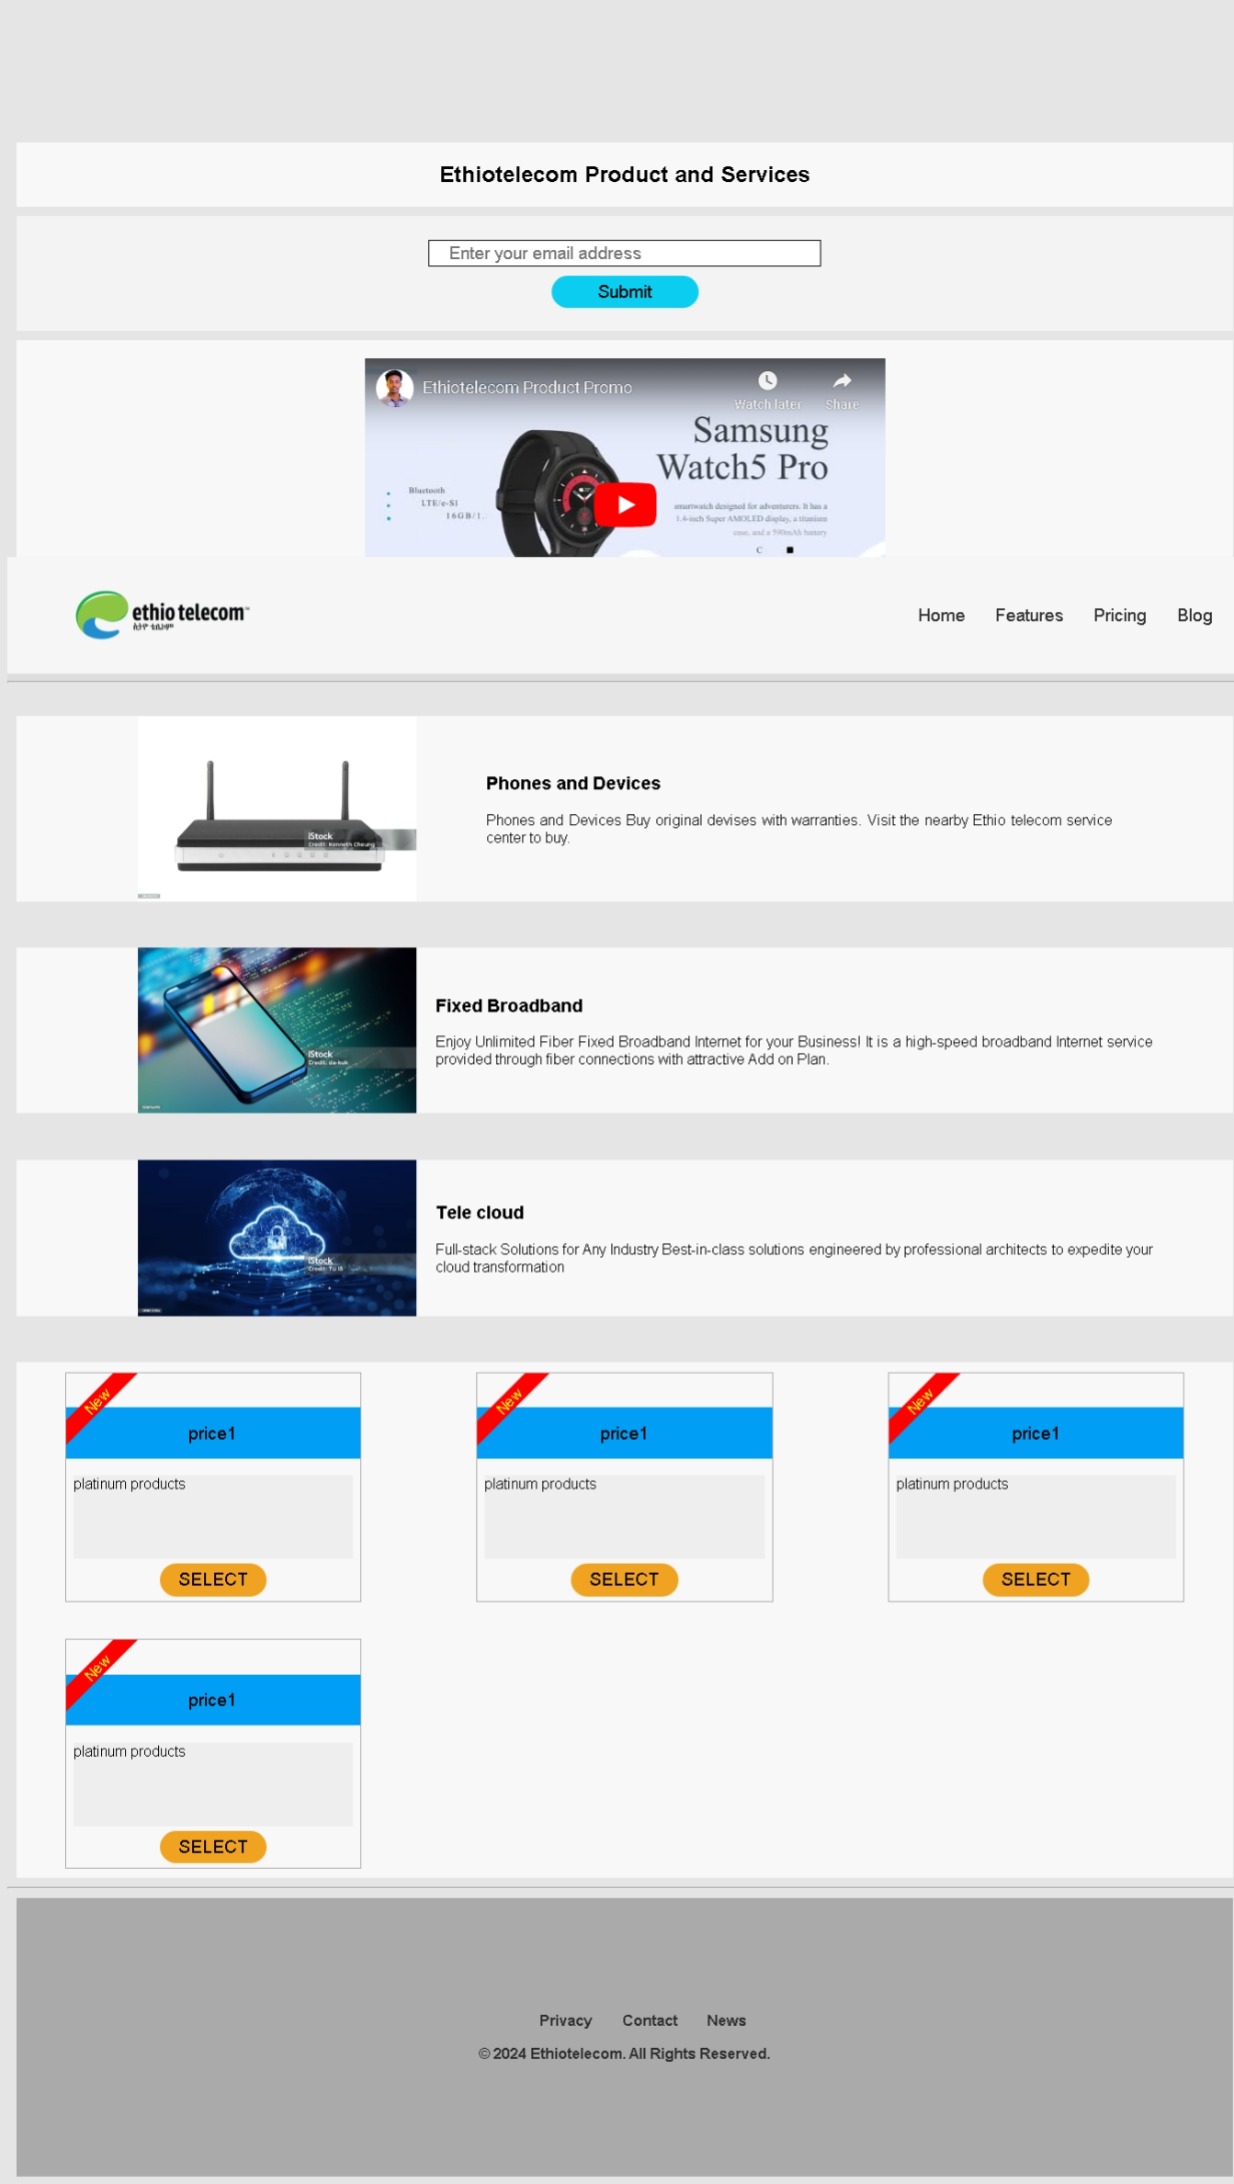 Ethiotelecom Product and Services
Enter your email address
Submit
Ethiotelecom Product Promo
Watch later
Share
Samsung
Watch5 Pro
Bluetooth
LTE/e-SI
16GB/1..
smartwatch designed for adventurers. It has a
1.4-inch Super AMOLED display, a titanium
case, and a 590mAh battery
C
ethio telecom
ኢትዮ ቴሌኮም
Home
Features
Pricing
Blog
iStock
Credit: Kenneth Cheung
Phones and Devices
Phones and Devices Buy original devises with warranties. Visit the nearby Ethio telecom service
center to buy.
iStock
Fixed Broadband
Enjoy Unlimited Fiber Fixed Broadband Internet for your Business! It is a high-speed broadband Internet service
provided through fiber connections with attractive Add on Plan.
iStock
Tele cloud
Full-stack Solutions for Any Industry Best-in-class solutions engineered by professional architects to expedite your
cloud transformation
New
price1
platinum products
SELECT
New
price1
platinum products
SELECT
New
price1
platinum products
SELECT
New
price1
platinum products
SELECT
Privacy
Contact
News
© 2024 Ethiotelecom. All Rights Reserved.